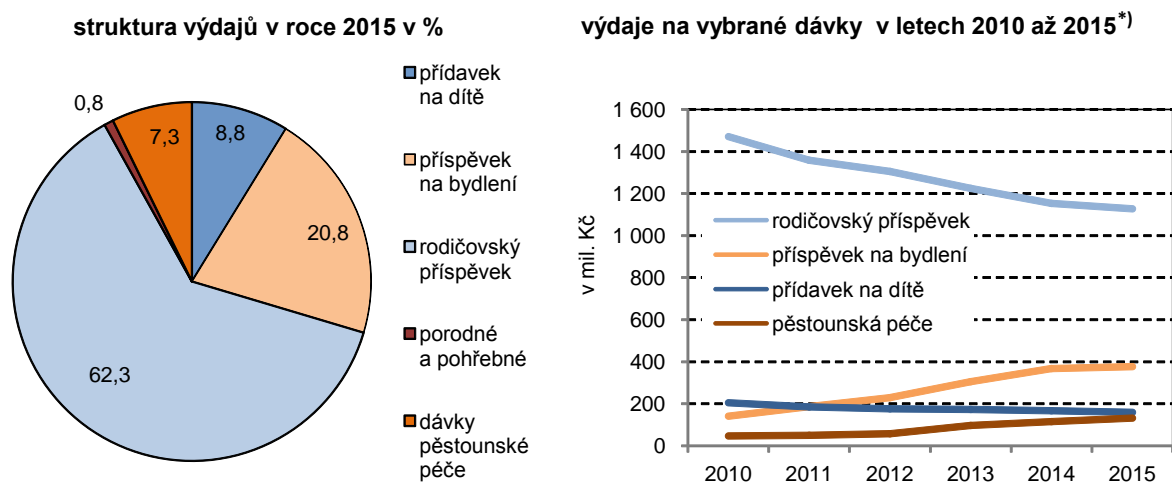 struktura výdajů v roce 2015 v %
0,8
7,3
8,8
20,8
62,3
přídavek
na dítě
příspěvek
na bydlení
rodičovský
příspěvek
porodné
a pohřebné
dávky
pěstounské
péče
výdaje na vybrané dávky v letech 2010 až 2015*)
v mil. Kč
1 600
1 400
1 200
1 000
800
600
400
200
0
rodičovský příspěvek
příspěvek na bydlení
přídavek na dítě
pěstounská péče
2010 2011 2012 2013 2014 2015